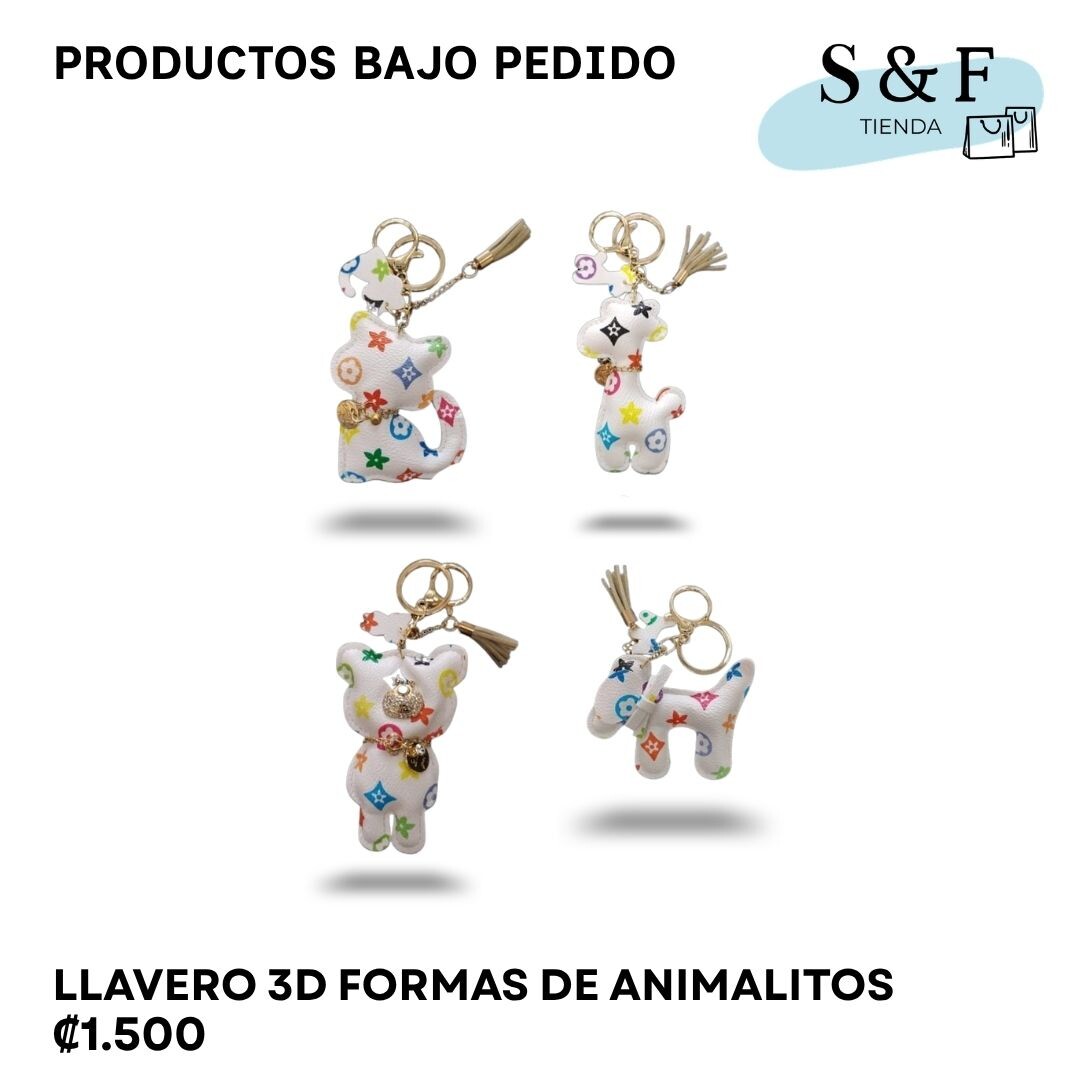 PRODUCTOS BAJO PEDIDO
S & F
TIENDA
LLAVERO 3D FORMAS DE ANIMALITOS
₡1.500